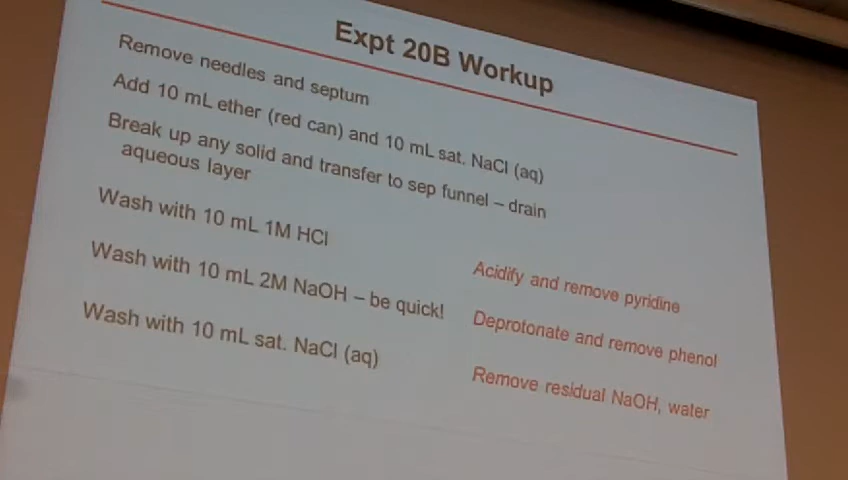 Expt 20B Workup
Remove needles and septum
Add 10 mL ether (red can) and 10 mL sat. NaCl (aq)
Break up any solid and transfer to sep funnel – drain
aqueous layer
Wash with 10 mL 1M HCl
Acidify and remove pyridine
Wash with 10 mL 2M NaOH – be quick!
Deprotonate and remove phenol
Wash with 10 mL sat. NaCl (aq)
Remove residual NaOH, water